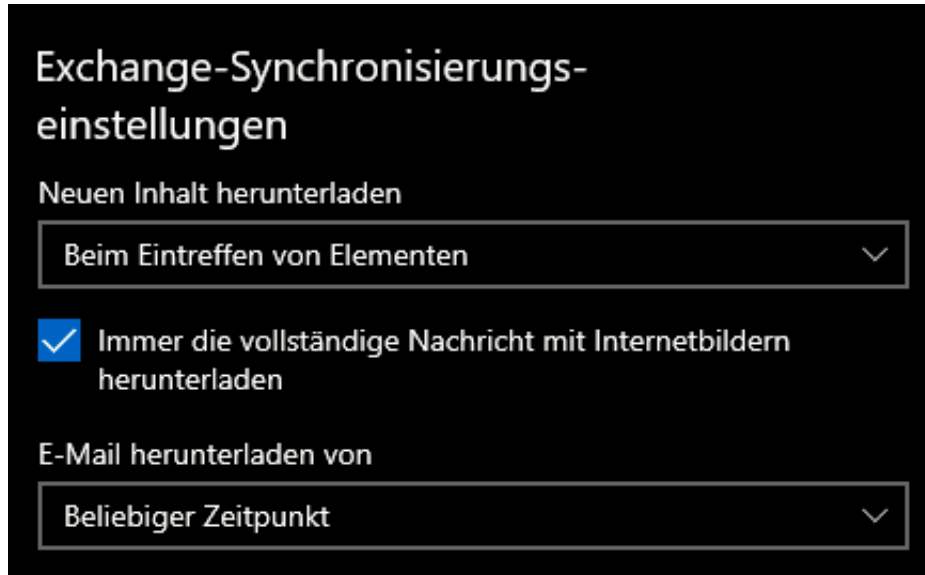 Exchange-Synchronisierungs-
einstellungen
Neuen Inhalt herunterladen
Beim Eintreffen von Elementen
Immer die vollständige Nachricht mit Internetbildern
herunterladen
E-Mail herunterladen von
Beliebiger Zeitpunkt